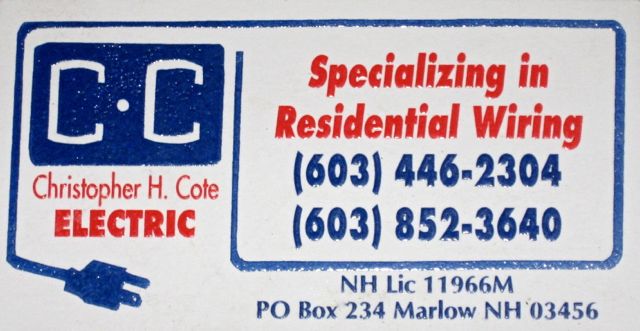 C·C
Christopher H. Cote
ELECTRIC
Specializing in
Residential Wiring
(603) 446-2304
(603) 852-3640
NH Lic 11966M
PO Box 234 Marlow NH 03456